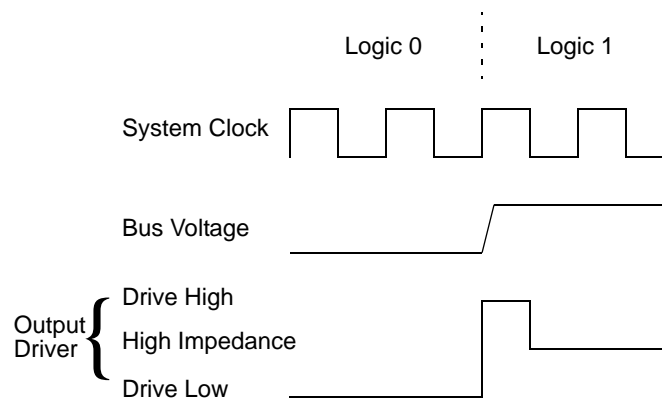 Logic 0
Logic 1
System Clock
Bus Voltage
Drive High
Output
Driver
High Impedance
Drive Low